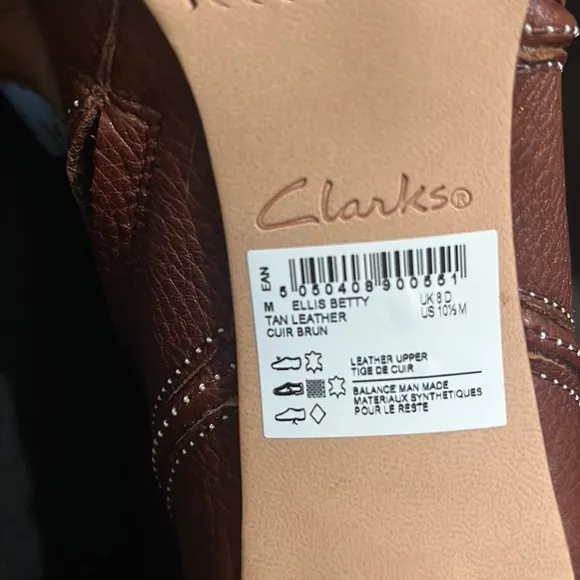 Clarks®
EAN
5 050408 900551
M ELLIS BETTY UK 8 D
TAN LEATHER US 10½ M
CUIR BRUN
LEATHER UPPER
TIGE DE CUIR
BALANCE MAN MADE
MATERIAUX SYNTHETIQUES
POUR LE RESTE